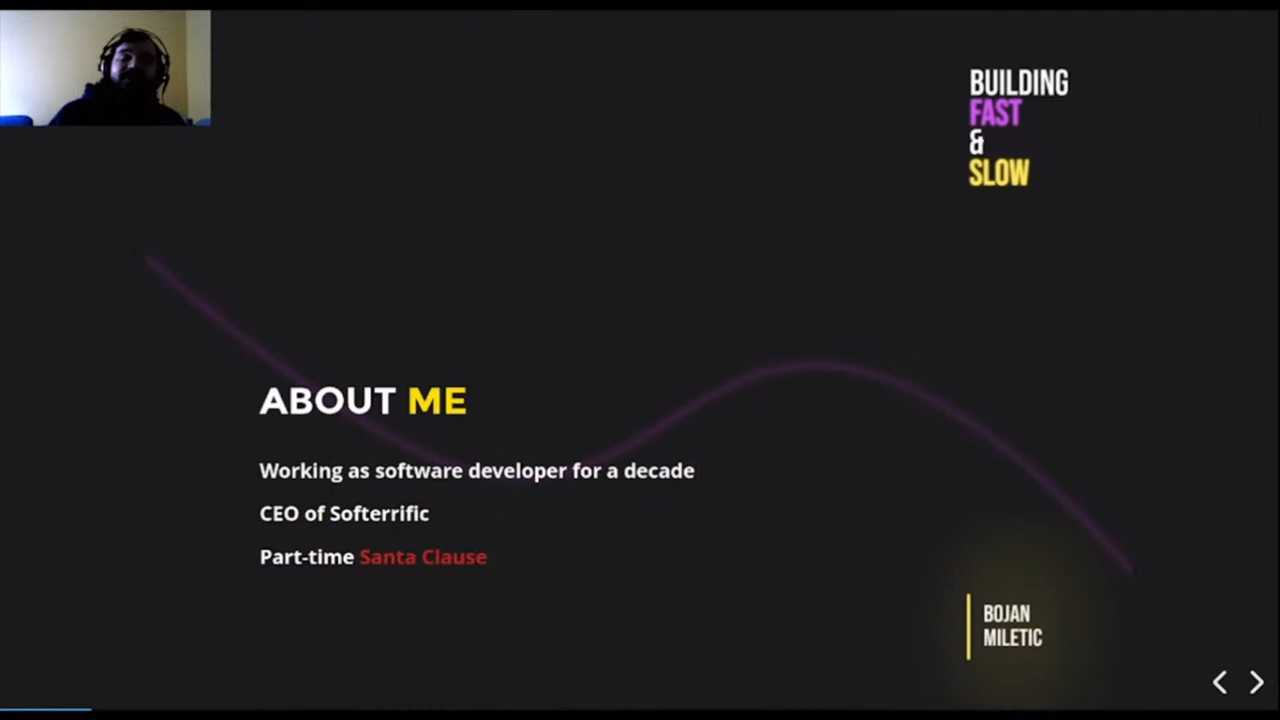 BUILDING
FAST
&
SLOW
ABOUT ME
Working as software developer for a decade
CEO of Softerrific
Part-time Santa Clause
BOJAN
MILETIC